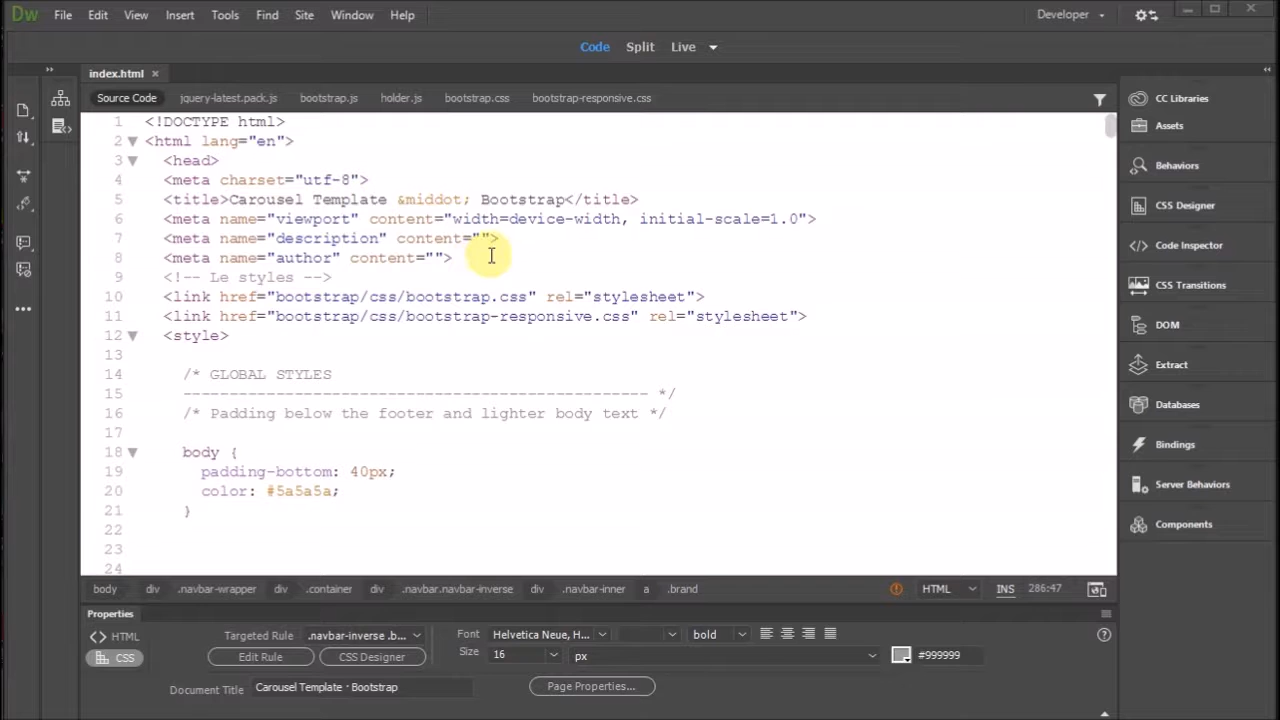 Dw File Edit View Insert Tools Find Site Window Help Developer
Code Split Live
index.html
Source Code jquery-latest.pack.js bootstrap.js holder.js bootstrap.css bootstrap-responsive.css
1 <!DOCTYPE html>
2 <html lang="en">
3 <head>
4 <meta charset="utf-8">
5 <title>Carousel Template &middot; Bootstrap</title>
6 <meta name="viewport" content="width=device-width, initial-scale=1.0">
7 <meta name="description" content="">
8 <meta name="author" content="">
9 <!-- Le styles -->
10 <link href="bootstrap/css/bootstrap.css" rel="stylesheet">
11 <link href="bootstrap/css/bootstrap-responsive.css" rel="stylesheet">
12 <style>
13
14 /* GLOBAL STYLES
15 -------------------------------------------------- */
16 /* Padding below the footer and lighter body text */
17
18 body {
19 padding-bottom: 40px;
20 color: #5a5a5a;
21 }
22
23
24
CC Libraries
Assets
Behaviors
CSS Designer
Code Inspector
CSS Transitions
DOM
Extract
Databases
Bindings
Server Behaviors
Components
body div .navbar-wrapper div .container div .navbar.navbar-inverse div .navbar-inner a .brand HTML INS 286:47
Properties
<> HTML Targeted Rule .navbar-inverse .b... Font Helvetica Neue, H... bold
CSS Edit Rule CSS Designer Size 16 px #999999
Document Title Carousel Template · Bootstrap Page Properties...